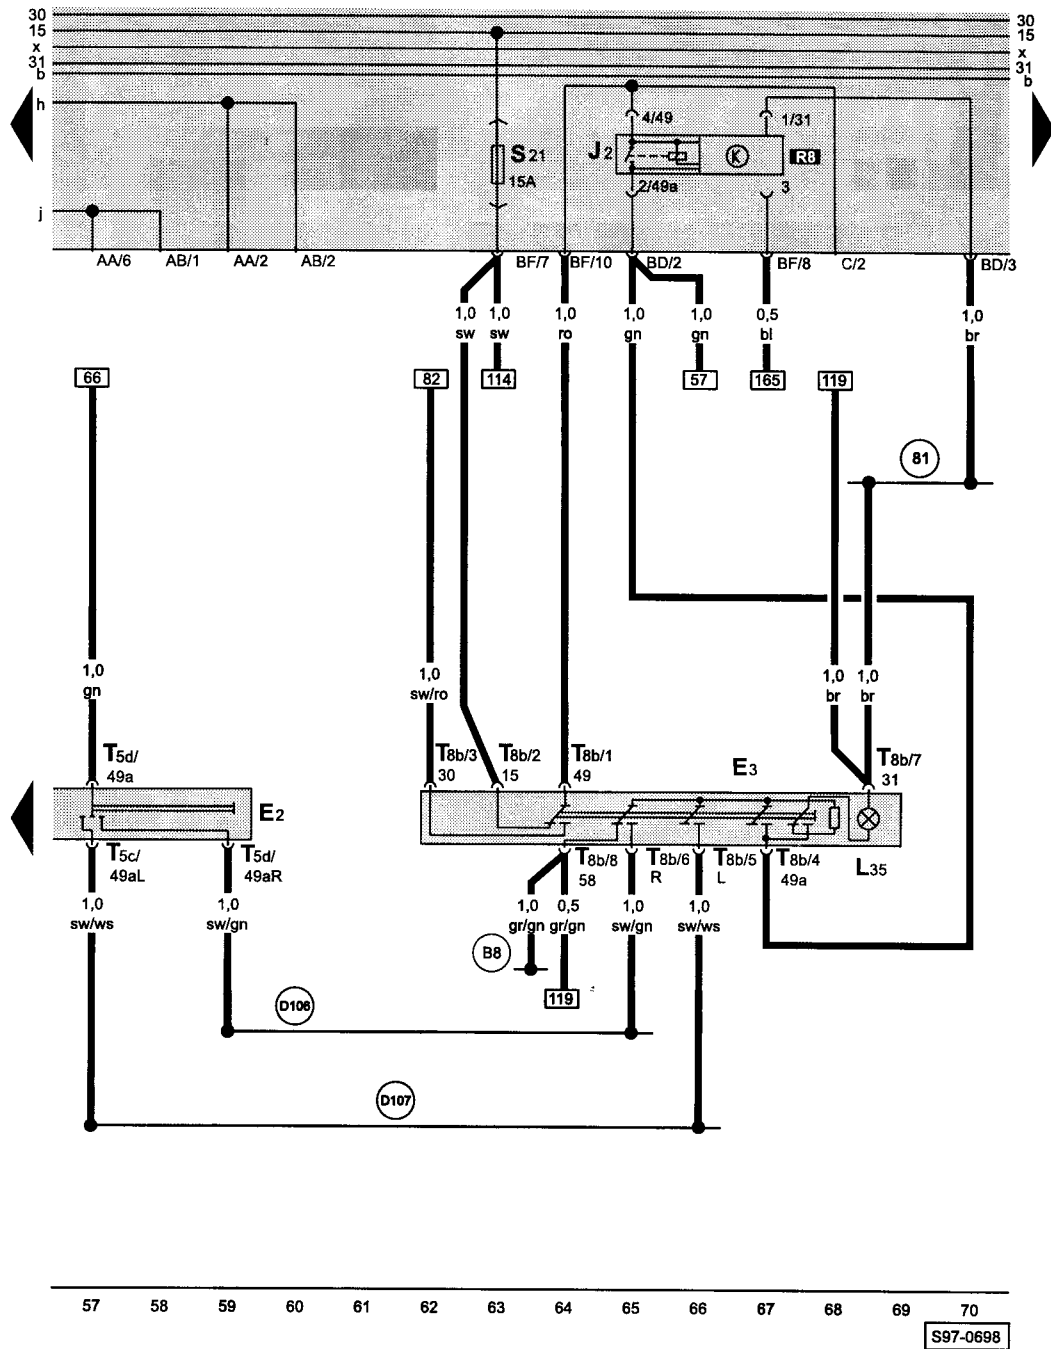 30 30
15 15
x x
31 31
b b
h
4/49 1/31
S21 J2 K R8
15A 2/49a 3
j
AA/6 AB/1 AA/2 AB/2 BF/7 BF/10 BD/2 BF/8 C/2 BD/3
1,0 1,0 1,0 1,0 1,0 0,5 1,0
sw sw ro gn gn bl br
66 82 114 57 165 119
81
1,0 1,0 1,0 1,0
gn sw/ro br br
T5d/ T8b/3 T8b/2 T8b/1 E3 T8b/7
49a 30 15 49 31
E2
T5c/ T5d/ T8b/8 T8b/6 T8b/5 T8b/4 L35
49aL 49aR 58 R L 49a
1,0 1,0 1,0 0,5 1,0 1,0
sw/ws sw/gn gr/gn gr/gn sw/gn sw/ws
B8
119
D106
D107
57 58 59 60 61 62 63 64 65 66 67 68 69 70
S97-0698